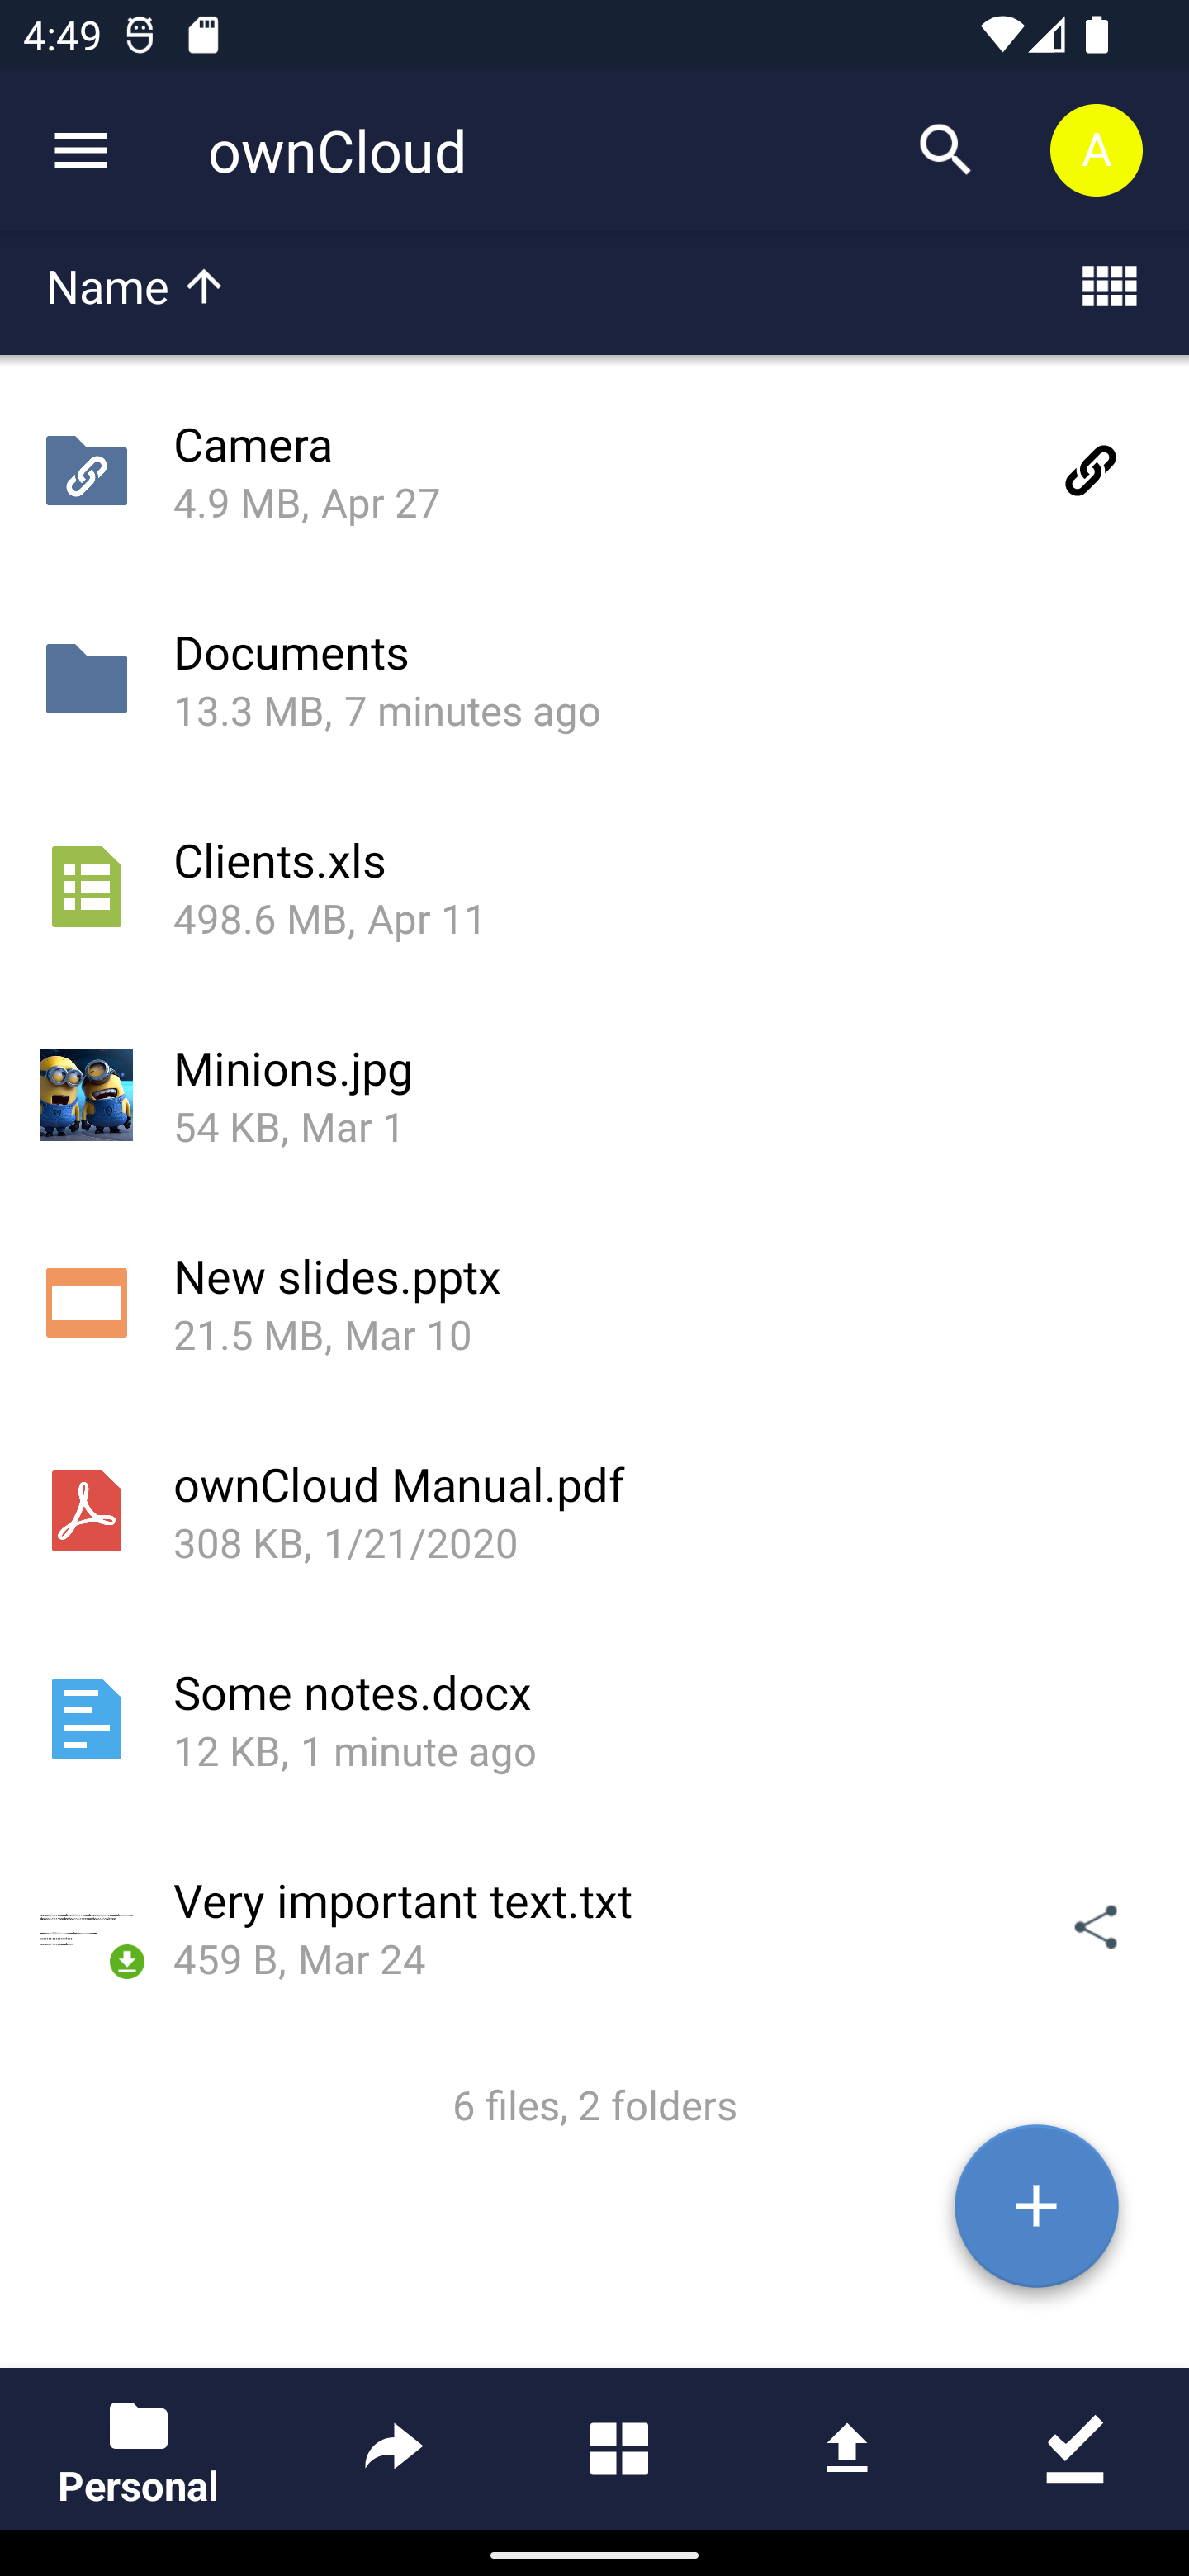 4:49
ownCloud
A
Name
Camera
4.9 MB, Apr 27
Documents
13.3 MB, 7 minutes ago
Clients.xls
498.6 MB, Apr 11
Minions.jpg
54 KB, Mar 1
New slides.pptx
21.5 MB, Mar 10
ownCloud Manual.pdf
308 KB, 1/21/2020
Some notes.docx
12 KB, 1 minute ago
Very important text.txt
459 B, Mar 24
6 files, 2 folders
Personal